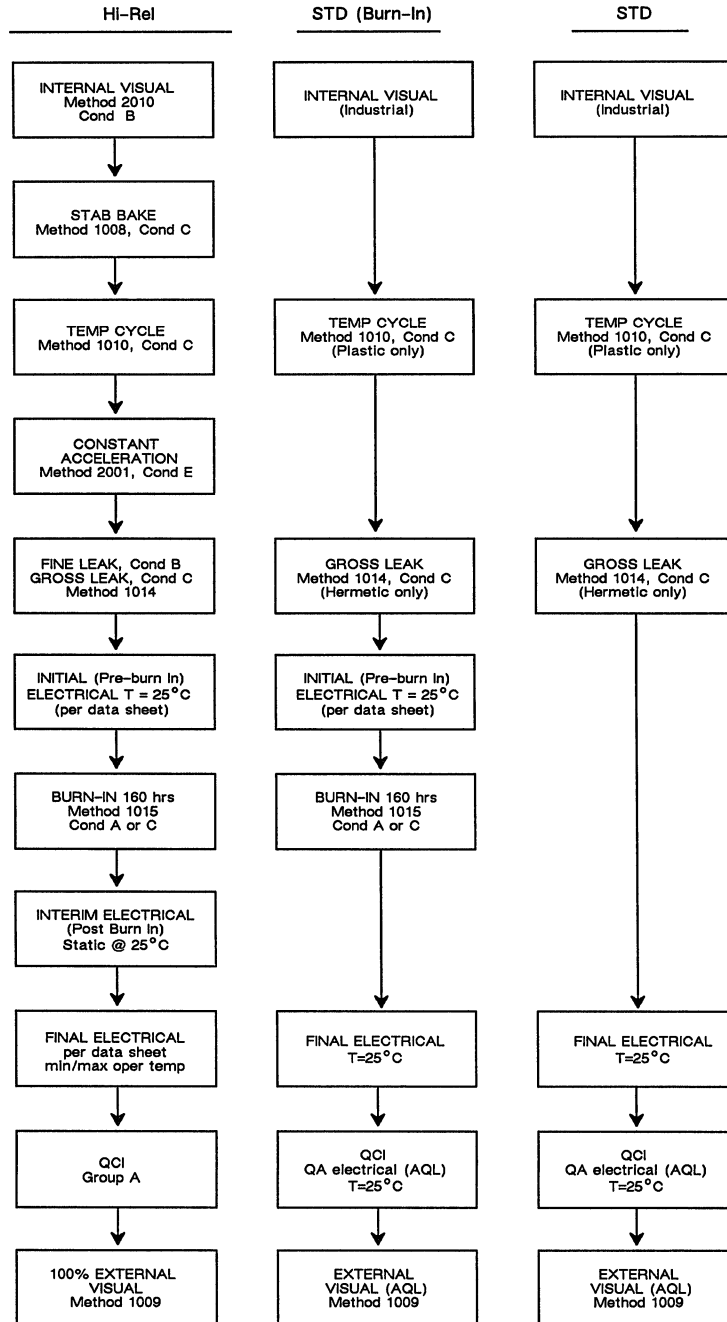 Hi-Rel
INTERNAL VISUAL
Method 2010
Cond B
STAB BAKE
Method 1008, Cond C
TEMP CYCLE
Method 1010, Cond C
CONSTANT
ACCELERATION
Method 2001, Cond E
FINE LEAK, Cond B
GROSS LEAK, Cond C
Method 1014
INITIAL (Pre-burn In)
ELECTRICAL T = 25°C
(per data sheet)
BURN-IN 160 hrs
Method 1015
Cond A or C
INTERIM ELECTRICAL
(Post Burn In)
Static @ 25°C
FINAL ELECTRICAL
per data sheet
min/max oper temp
QCI
Group A
100% EXTERNAL
VISUAL
Method 1009
STD (Burn-In)
INTERNAL VISUAL
(Industrial)
TEMP CYCLE
Method 1010, Cond C
(Plastic only)
GROSS LEAK
Method 1014, Cond C
(Hermetic only)
INITIAL (Pre-burn In)
ELECTRICAL T = 25°C
(per data sheet)
BURN-IN 160 hrs
Method 1015
Cond A or C
FINAL ELECTRICAL
T=25°C
QCI
QA electrical (AQL)
T=25°C
EXTERNAL
VISUAL (AQL)
Method 1009
STD
INTERNAL VISUAL
(Industrial)
TEMP CYCLE
Method 1010, Cond C
(Plastic only)
GROSS LEAK
Method 1014, Cond C
(Hermetic only)
FINAL ELECTRICAL
T=25°C
QCI
QA electrical (AQL)
T=25°C
EXTERNAL
VISUAL (AQL)
Method 1009